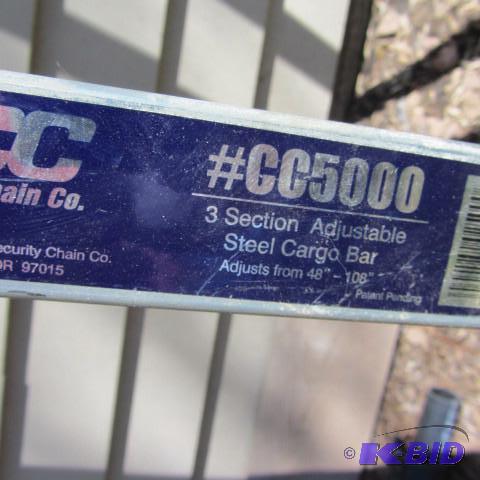 CC
hain Co.
ecurity Chain Co.
OR 97015
#CC5000
3 Section Adjustable
Steel Cargo Bar
Adjusts from 48" - 108"
Patent Pending
© K-BID